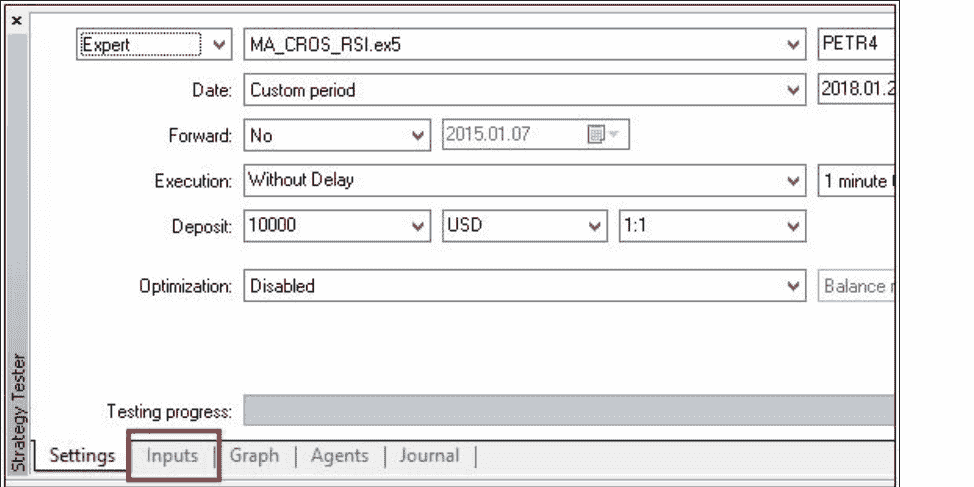 Expert MA_CROS_RSI.ex5 PETR4
Date: Custom period 2018.01.2
Forward: No 2015.01.07
Execution: Without Delay 1 minute
Deposit: 10000 USD 1:1
Optimization: Disabled Balance
Testing progress:
Settings Inputs Graph Agents Journal
Strategy Tester